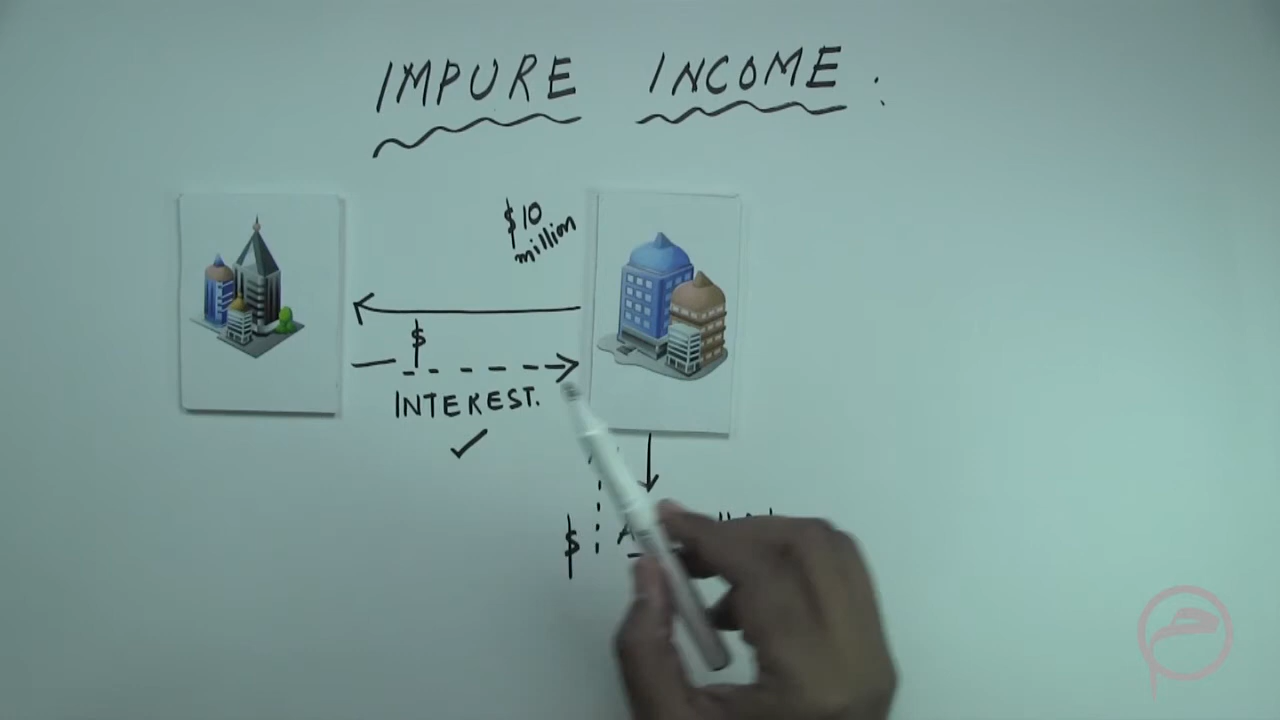 IMPURE INCOME.
$10
million
$
INTEREST.
$